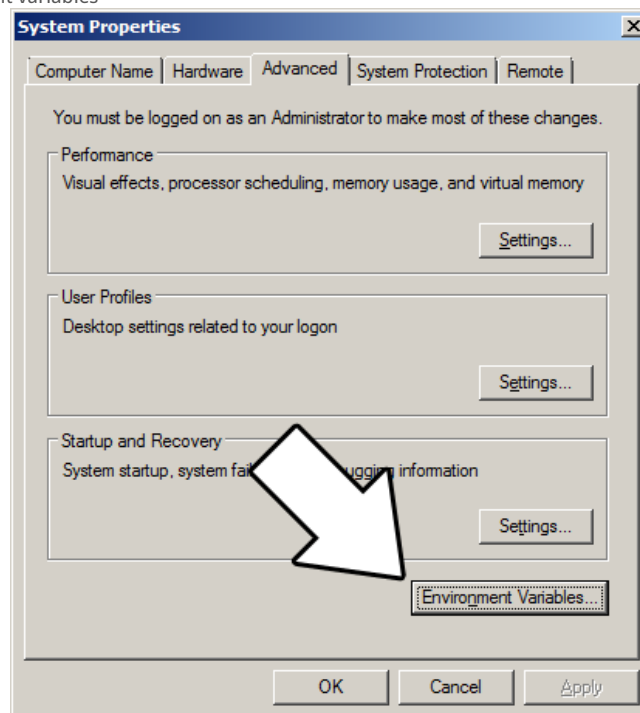 System Properties
Computer Name Hardware Advanced System Protection Remote
You must be logged on as an Administrator to make most of these changes.
Performance
Visual effects, processor scheduling, memory usage, and virtual memory
Settings...
User Profiles
Desktop settings related to your logon
Settings...
Startup and Recovery
System startup, system information
Settings...
Environment Variables...
OK Cancel Apply